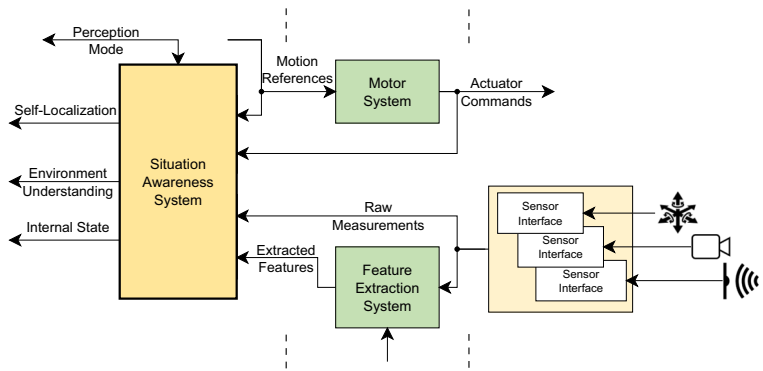 Perception
Mode
Motion
References
Motor
System
Actuator
Commands
Self-Localization
Environment
Understanding
Internal State
Situation
Awareness
System
Raw
Measurements
Extracted
Features
Feature
Extraction
System
Sensor
Interface
Sensor
Interface
Sensor
Interface